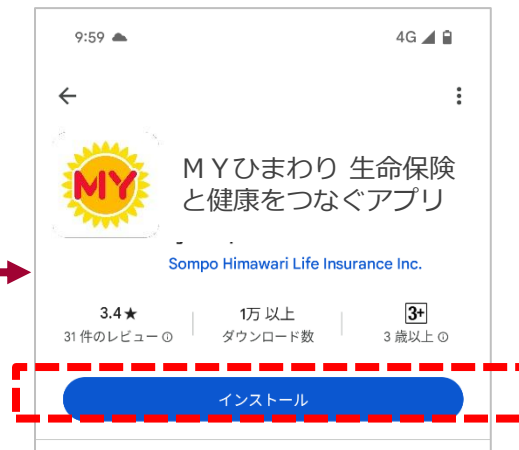 9:59
4G
MY
ＭＹひまわり 生命保険
と健康をつなぐアプリ
Sompo Himawari Life Insurance Inc.
3.4★
1万 以上
3+
31 件のレビュー
ダウンロード数
3 歳以上
インストール